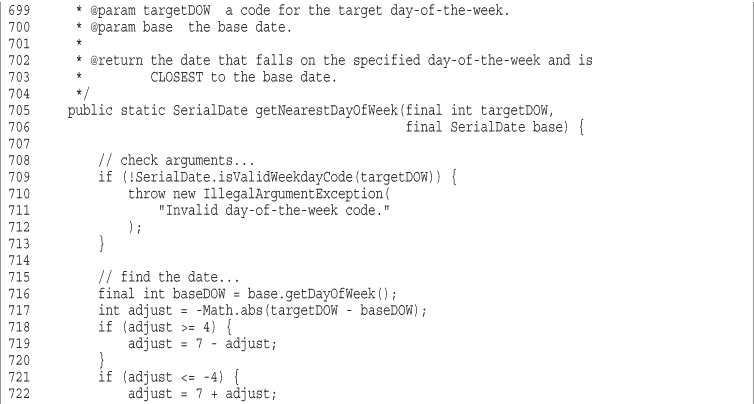 699      * @param targetDOW  a code for the target day-of-the-week.
700      * @param base  the base date.
701      *
702      * @return the date that falls on the specified day-of-the-week and is
703      *         CLOSEST to the base date.
704      */
705     public static SerialDate getNearestDayOfWeek(final int targetDOW,
706                                                  final SerialDate base) {
707
708         // check arguments...
709         if (!SerialDate.isValidWeekdayCode(targetDOW)) {
710             throw new IllegalArgumentException(
711                 "Invalid day-of-the-week code."
712             );
713         }
714
715         // find the date...
716         final int baseDOW = base.getDayOfWeek();
717         int adjust = -Math.abs(targetDOW - baseDOW);
718         if (adjust >= 4) {
719             adjust = 7 - adjust;
720         }
721         if (adjust <= -4) {
722             adjust = 7 + adjust;